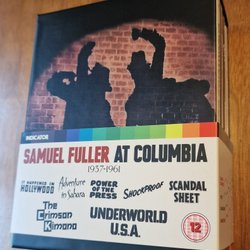 INDICATOR
SAMUEL FULLER AT COLUMBIA
1937-1961
IT HAPPENED IN
HOLLYWOOD
Adventure
in Sahara
POWER
OF THE
PRESS
SHOCKPROOF
SCANDAL
SHEET
The
Crimson
Kimono
UNDERWORLD
U.S.A.
12